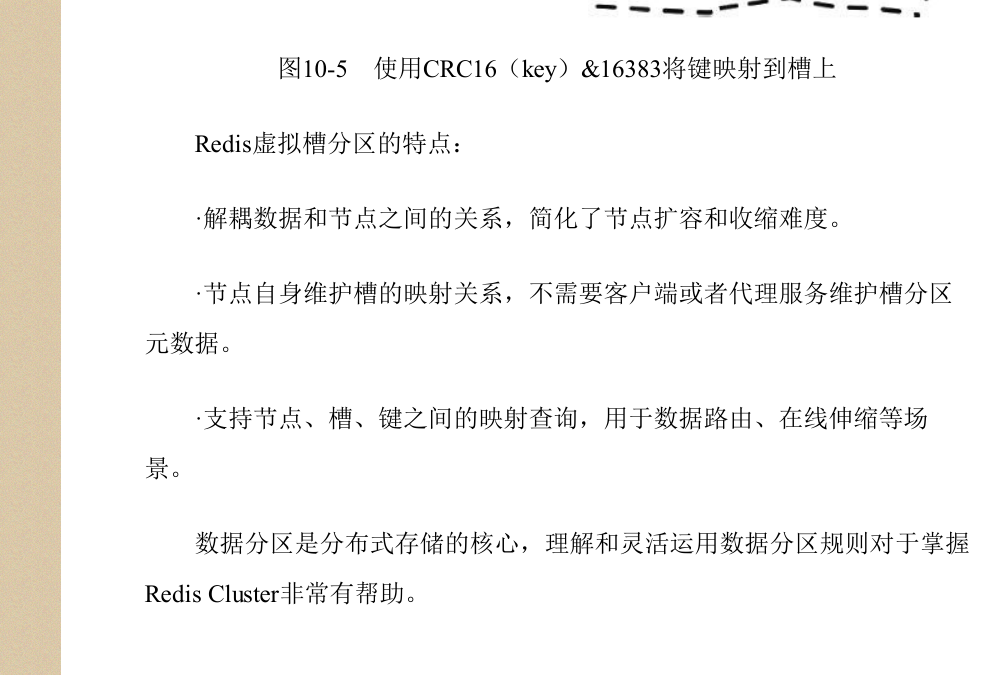 图10-5　使用CRC16（key）&16383将键映射到槽上
Redis虚拟槽分区的特点：
·解耦数据和节点之间的关系，简化了节点扩容和收缩难度。
·节点自身维护槽的映射关系，不需要客户端或者代理服务维护槽分区
元数据。
·支持节点、槽、键之间的映射查询，用于数据路由、在线伸缩等场
景。
数据分区是分布式存储的核心，理解和灵活运用数据分区规则对于掌握
Redis Cluster非常有帮助。